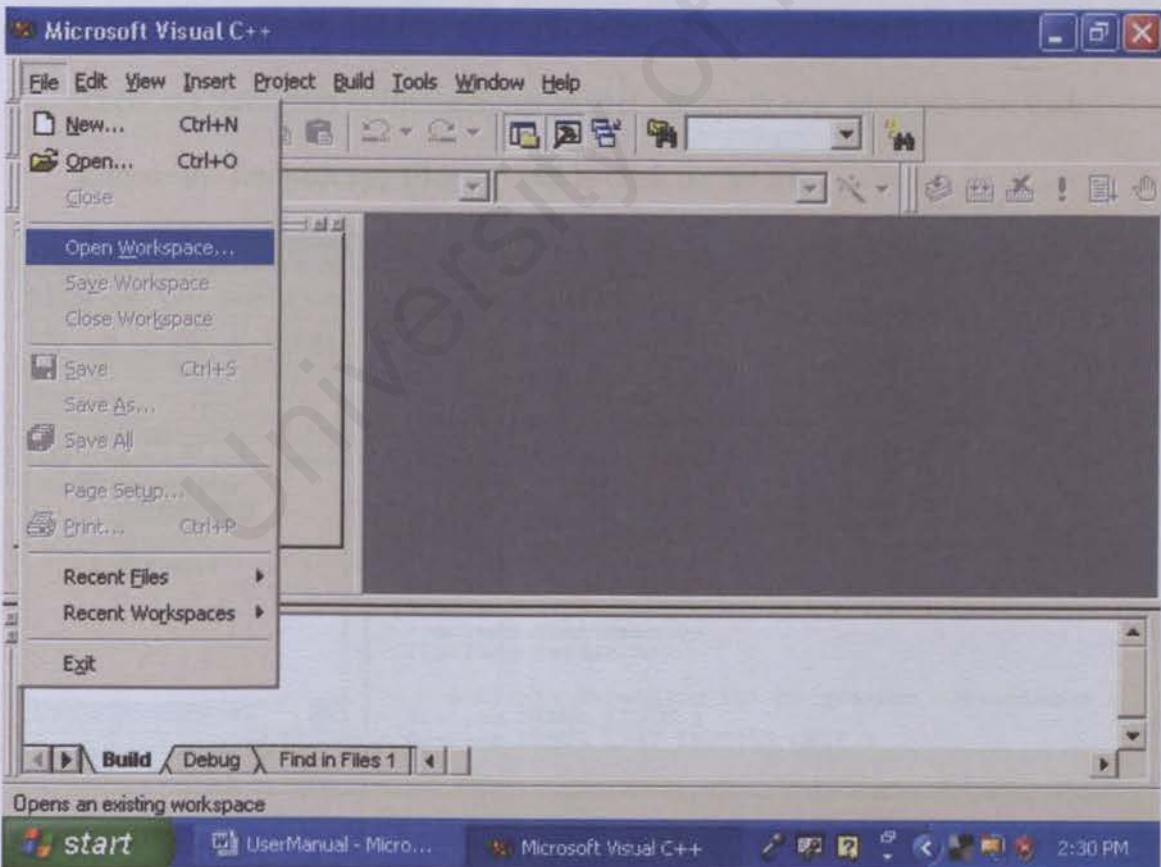 Microsoft Visual C++
File Edit View Insert Project Build Tools Window Help
New... Ctrl+N
Open... Ctrl+O
Close
Open Workspace...
Save Workspace
Close Workspace
Save Ctrl+S
Save As...
Save All
Page Setup...
Print... Ctrl+P
Recent Files
Recent Workspaces
Exit
Build Debug Find in Files 1
Opens an existing workspace
start UserManual - Micro... Microsoft Visual C++ 2:30 PM
University of